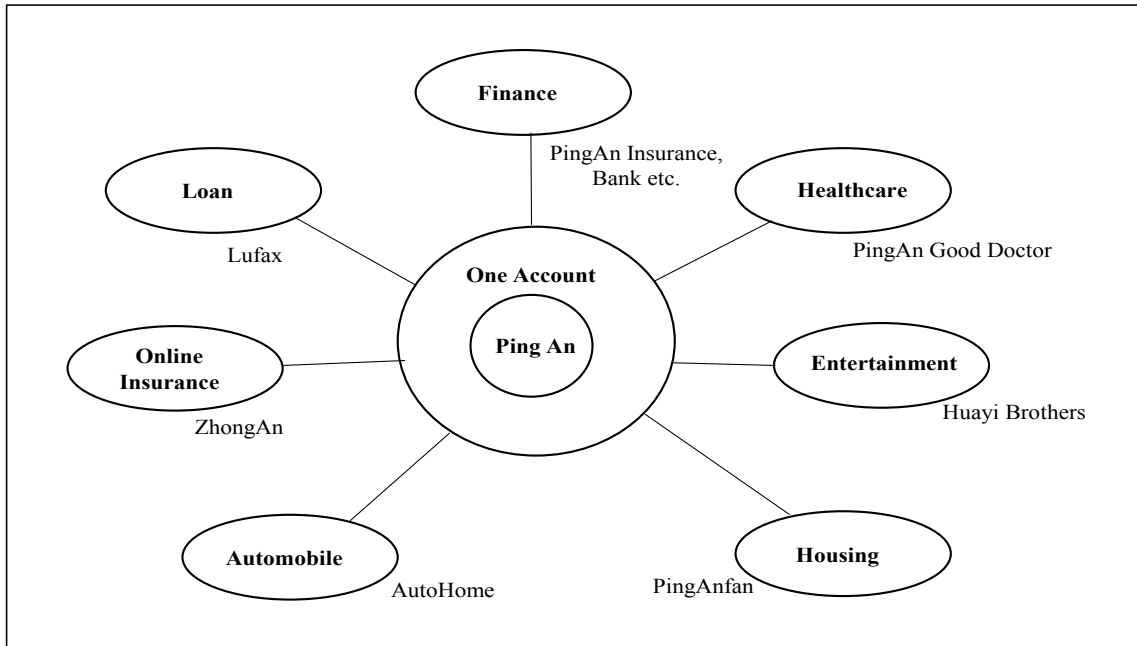 Finance
PingAn Insurance,
Bank etc.
Loan
Lufax
Healthcare
PingAn Good Doctor
One Account
Ping An
Online
Insurance
ZhongAn
Entertainment
Huayi Brothers
Automobile
AutoHome
Housing
PingAnfan